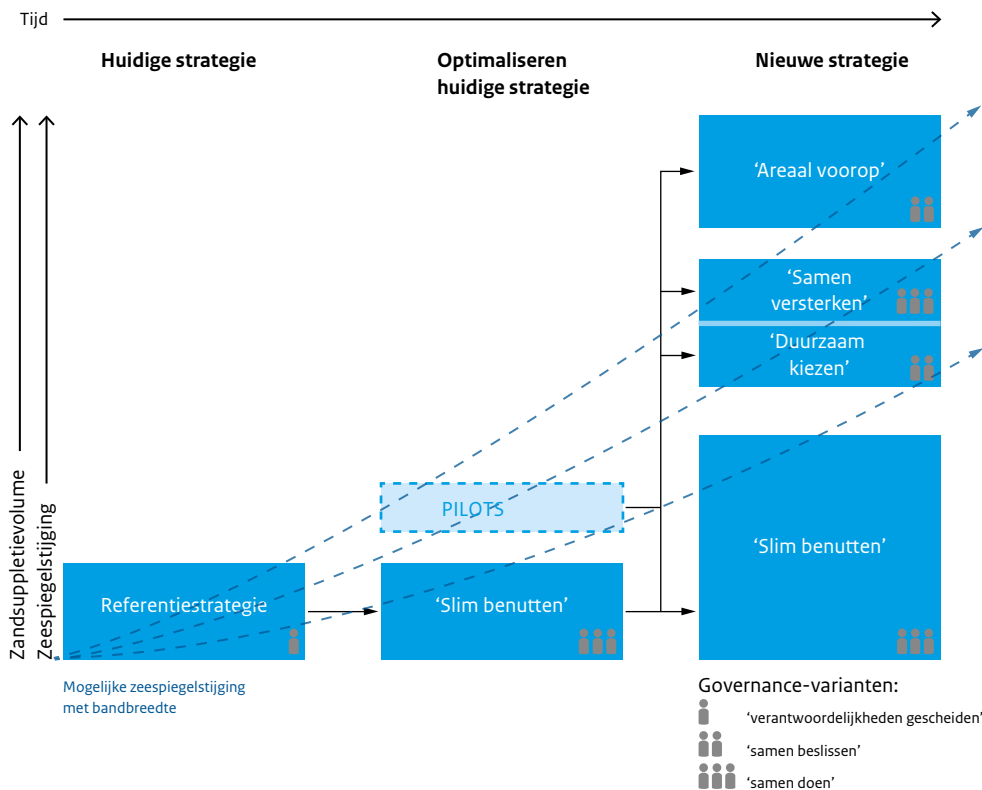 Tijd
Huidige strategie
Optimaliseren
huidige strategie
Nieuwe strategie
Zandsuppletievolume
Zeespiegelstijging
‘Areaal voorop’
‘Samen
versterken’
‘Duurzaam
kiezen’
PILOTS
‘Slim benutten’
Referentiestrategie
‘Slim benutten’
Mogelijke zeespiegelstijging
met bandbreedte
Governance-varianten:
‘verantwoordelijkheden gescheiden’
‘samen beslissen’
‘samen doen’